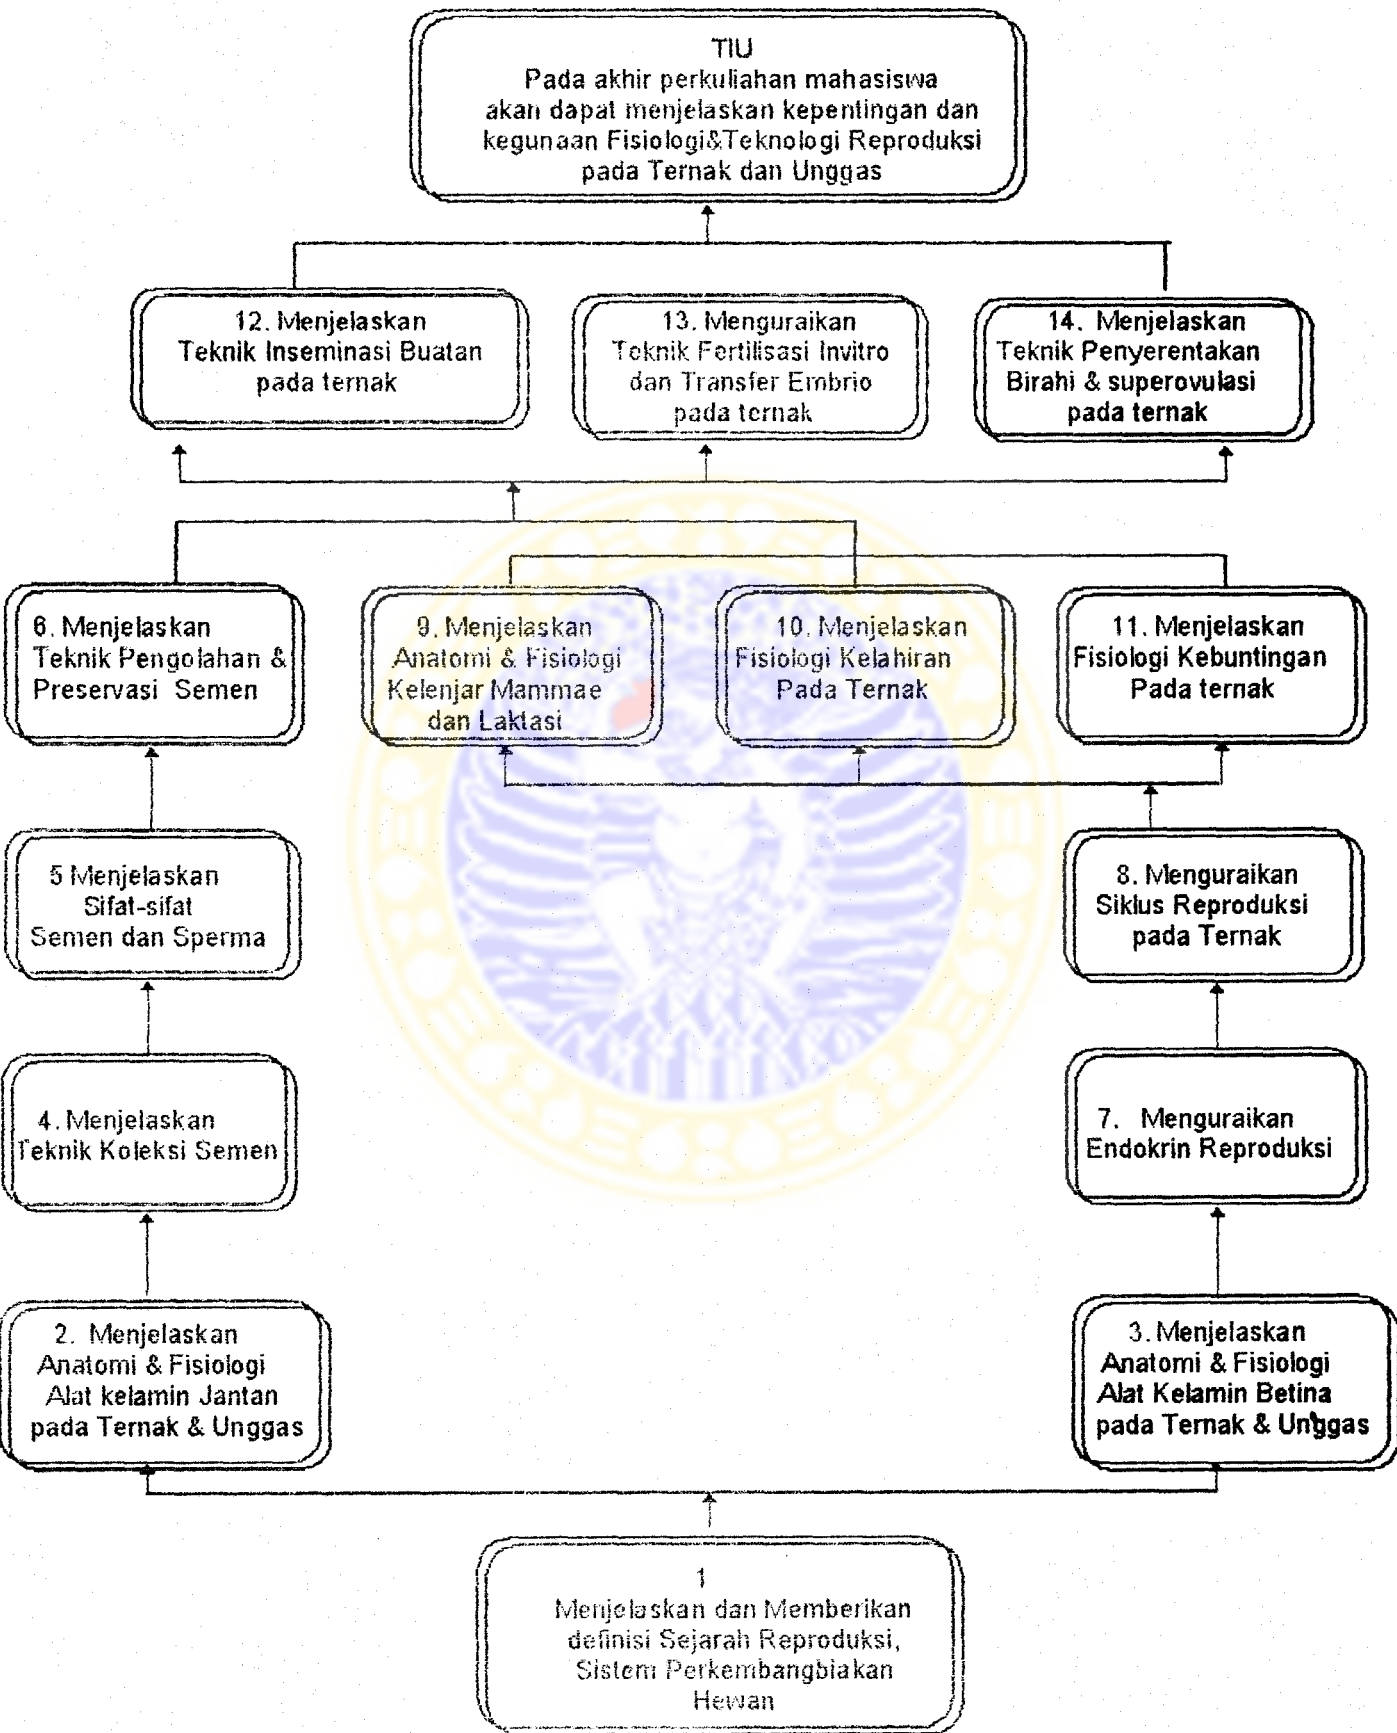 TIU
Pada akhir perkuliahan mahasiswa
akan dapat menjelaskan kepentingan dan
kegunaan Fisiologi&Teknologi Reproduksi
pada Ternak dan Unggas
12. Menjelaskan
Teknik Inseminasi Buatan
pada ternak
13. Menguraikan
Teknik Fertilisasi Invitro
dan Transfer Embrio
pada ternak
14. Menjelaskan
Teknik Penyerentakan
Birahi & superovulasi
pada ternak
6. Menjelaskan
Teknik Pengolahan &
Preservasi Semen
9. Menjelaskan
Anatomi & Fisiologi
Kelenjar Mammae
dan Laktasi
10. Menjelaskan
Fisiologi Kelahiran
Pada Ternak
11. Menjelaskan
Fisiologi Kebuntingan
Pada ternak
5 Menjelaskan
Sifat-sifat
Semen dan Sperma
8. Menguraikan
Siklus Reproduksi
pada Ternak
4. Menjelaskan
Teknik Koleksi Semen
7. Menguraikan
Endokrin Reproduksi
2. Menjelaskan
Anatomi & Fisiologi
Alat kelamin Jantan
pada Ternak & Unggas
3. Menjelaskan
Anatomi & Fisiologi
Alat Kelamin Betina
pada Ternak & Unggas
1
Menjelaskan dan Memberikan
definisi Sejarah Reproduksi,
Sistem Perkembangbiakan
Hewan